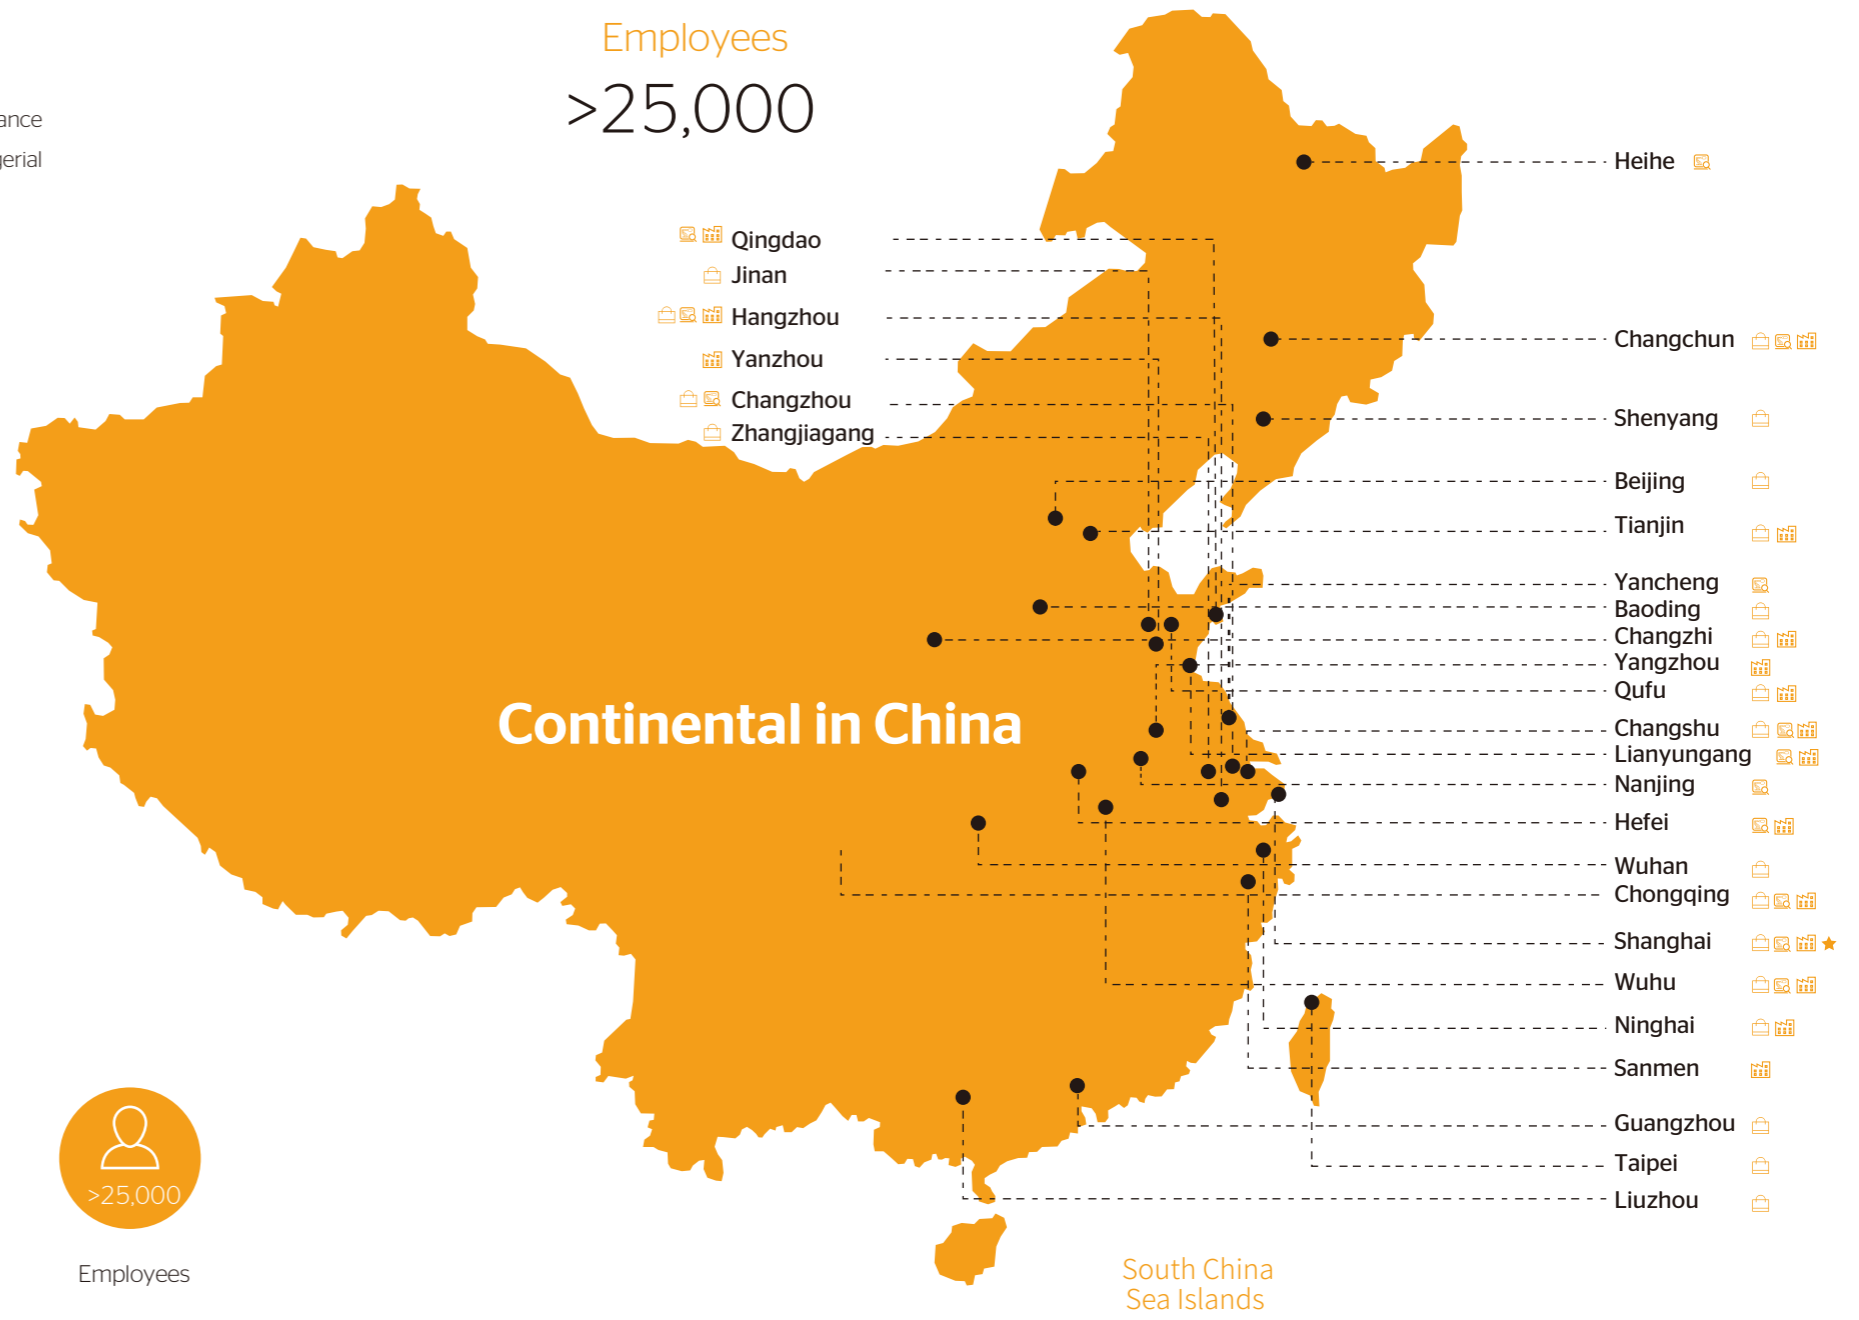 Employees
>25,000
ance
gerial
Qingdao
Jinan
Hangzhou
Yanzhou
Changzhou
Zhangjiagang
Heihe
Changchun
Shenyang
Beijing
Tianjin
Yancheng
Baoding
Changzhi
Yangzhou
Qufu
Changshu
Lianyungang
Nanjing
Hefei
Wuhan
Chongqing
Shanghai
Wuhu
Ninghai
Sanmen
Guangzhou
Taipei
Liuzhou
Continental in China
>25,000
Employees
South China
Sea Islands